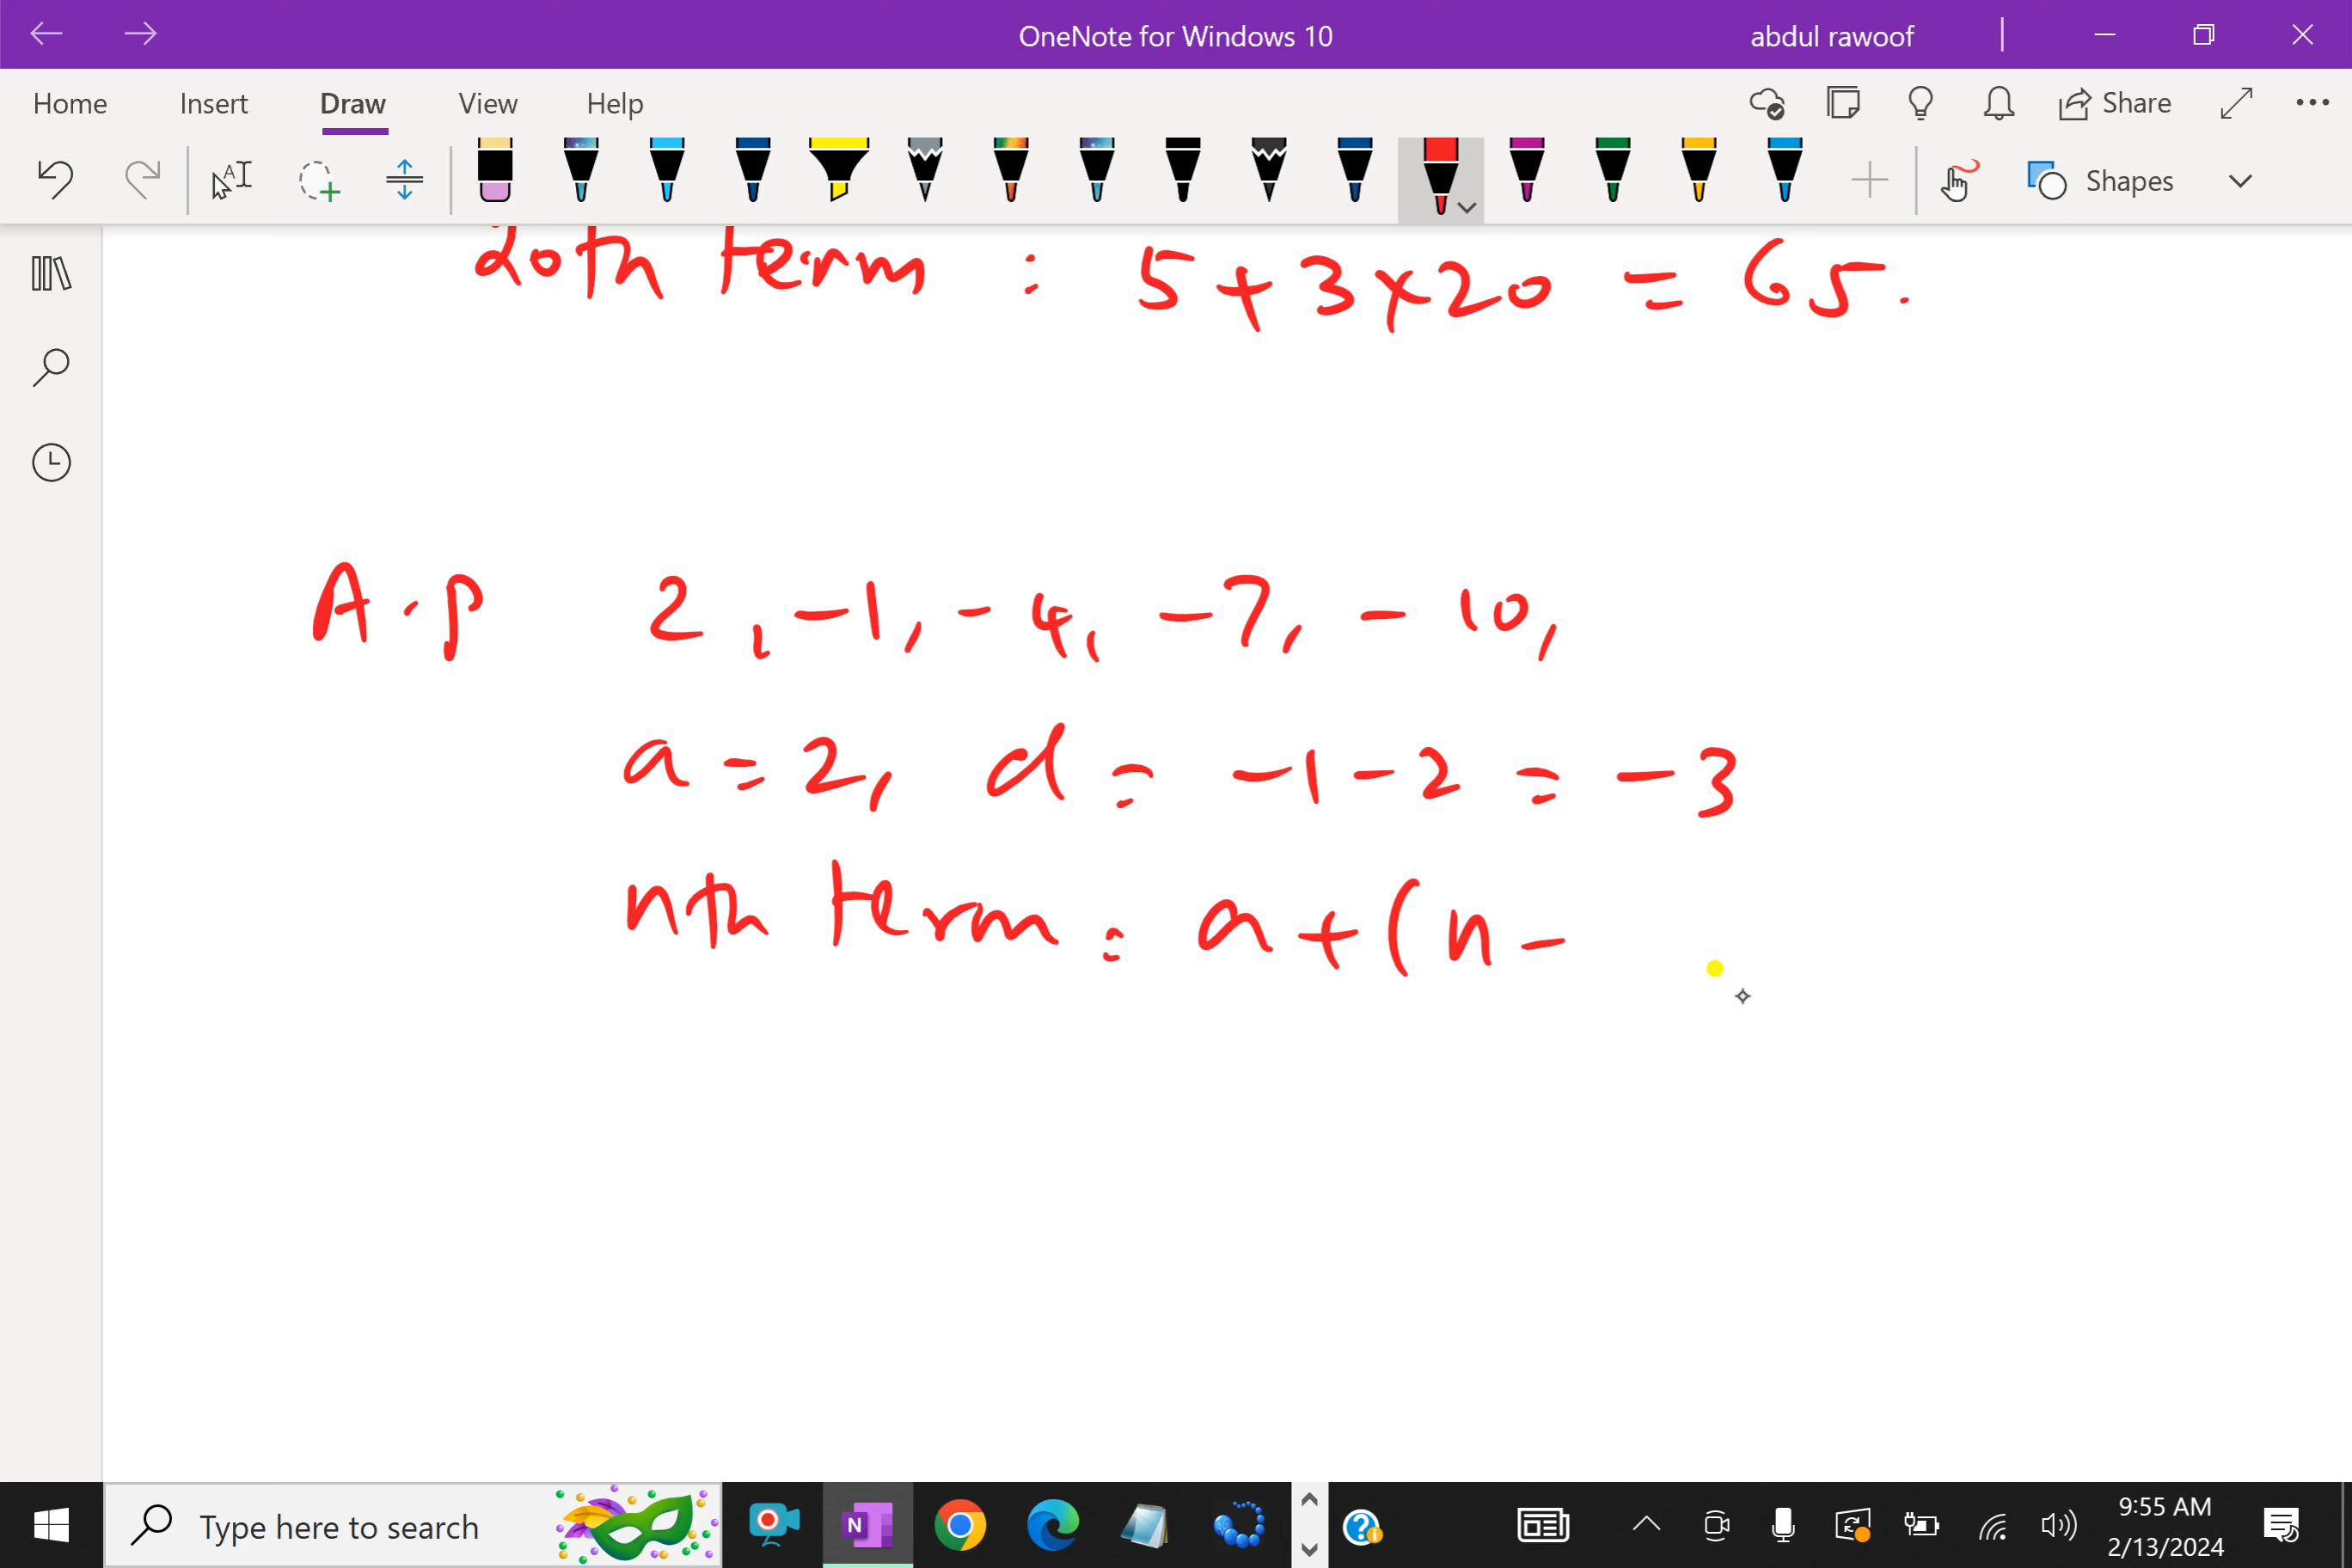 OneNote for Windows 10 abdul rawoof
Home Insert Draw View Help Share
Shapes
20th term : 5 + 3 x 20 = 65.
A.p 2, -1, -4, -7, -10,
a = 2, d = -1 - 2 = -3
nth term = a + (n -
Type here to search
9:55 AM
2/13/2024